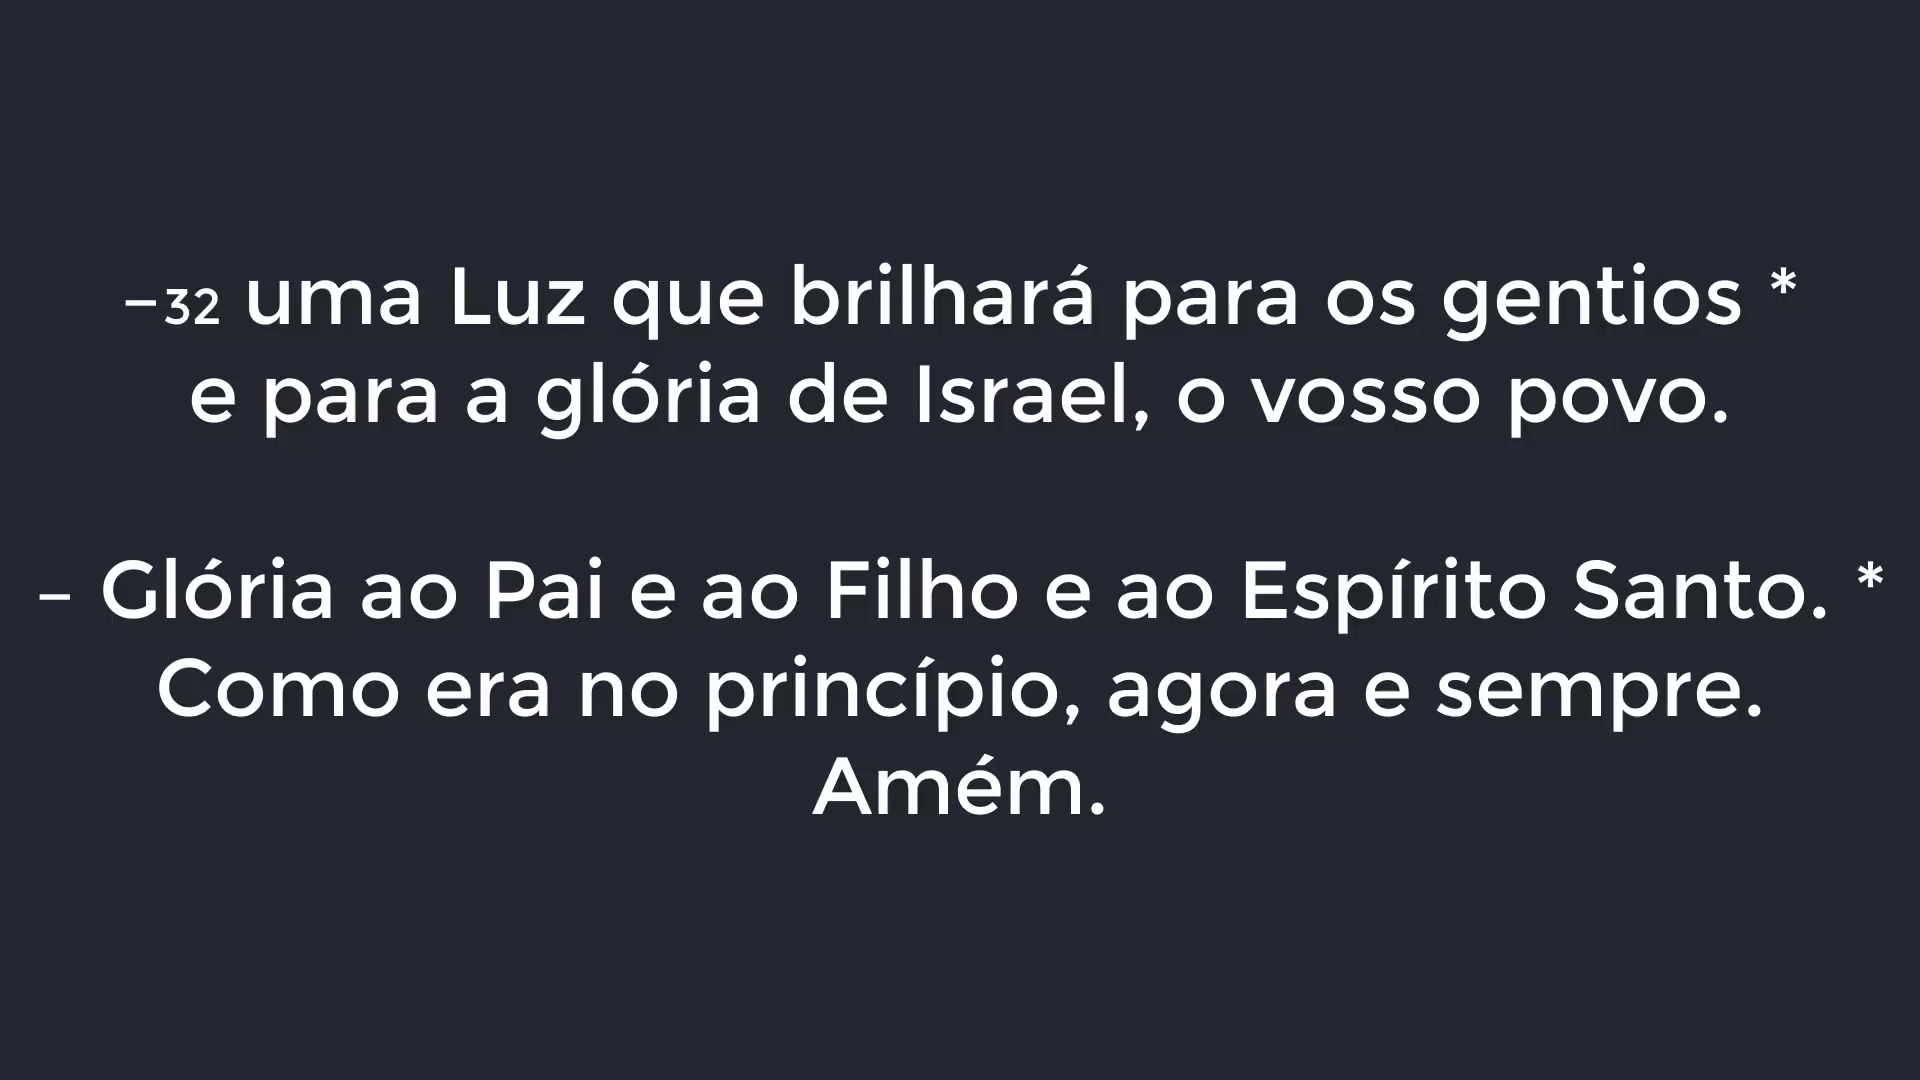 –32 uma Luz que brilhará para os gentios *
e para a glória de Israel, o vosso povo.
– Glória ao Pai e ao Filho e ao Espírito Santo. *
Como era no princípio, agora e sempre.
Amém.